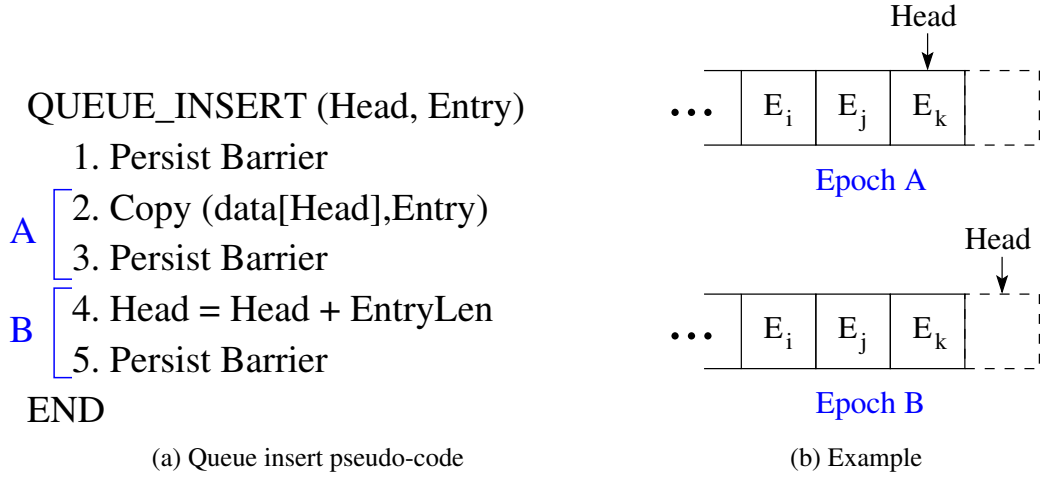 QUEUE_INSERT (Head, Entry)
1. Persist Barrier
A
2. Copy (data[Head],Entry)
3. Persist Barrier
B
4. Head = Head + EntryLen
5. Persist Barrier
END
(a) Queue insert pseudo-code
Head
... E_i E_j E_k
Epoch A
Head
... E_i E_j E_k
Epoch B
(b) Example